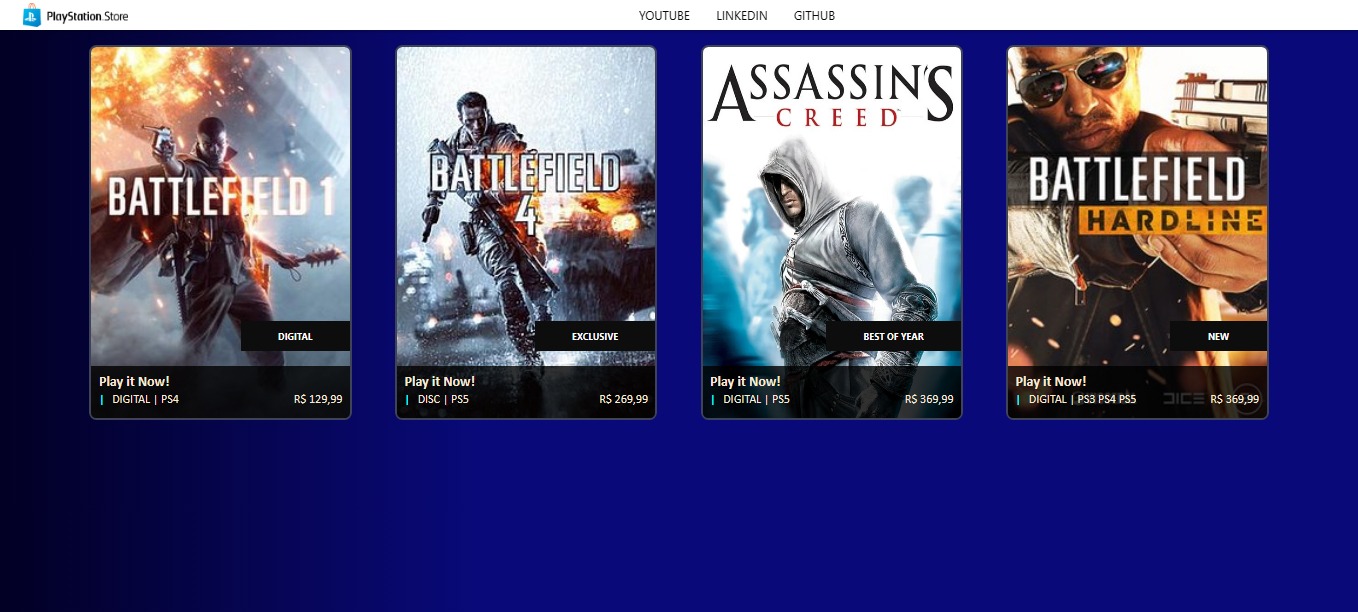 PlayStation.Store
YOUTUBE LINKEDIN GITHUB
BATTLEFIELD 1
DIGITAL
Play it Now!
| DIGITAL | PS4 R$ 129,99
BATTLEFIELD
4
EXCLUSIVE
Play it Now!
| DISC | PS5 R$ 269,99
ASSASSIN'S
CREED™
BEST OF YEAR
Play it Now!
| DIGITAL | PS5 R$ 369,99
BATTLEFIELD
HARDLINE
NEW
Play it Now!
| DIGITAL | PS3 PS4 PS5 DICE R$ 369,99